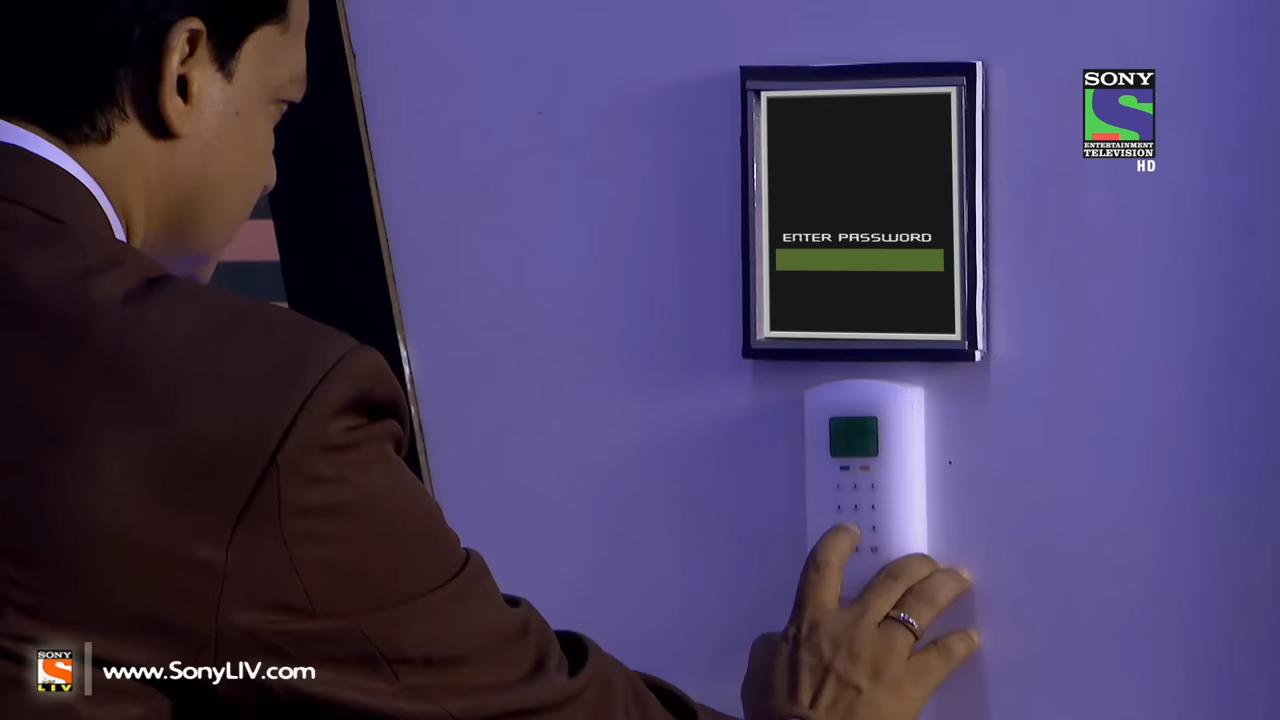 SONY
ENTERTAINMENT
TELEVISION
HD
ENTER PASSWORD
SONY
LIV
www.SonyLIV.com